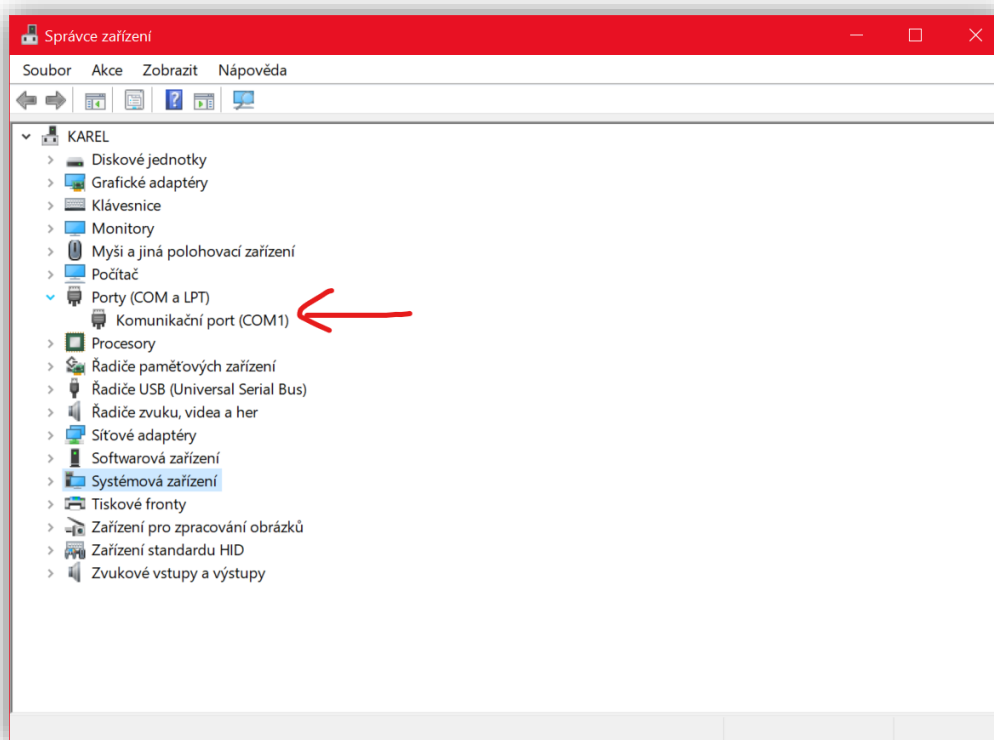 Správce zařízení
Soubor Akce Zobrazit Nápověda
KAREL
Diskové jednotky
Grafické adaptéry
Klávesnice
Monitory
Myši a jiná polohovací zařízení
Počítač
Porty (COM a LPT)
Komunikační port (COM1)
Procesory
Řadiče paměťových zařízení
Řadiče USB (Universal Serial Bus)
Řadiče zvuku, videa a her
Síťové adaptéry
Softwarová zařízení
Systémová zařízení
Tiskové fronty
Zařízení pro zpracování obrázků
Zařízení standardu HID
Zvukové vstupy a výstupy